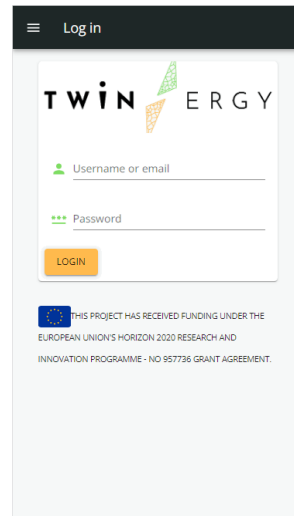 Log in
TWiN ERGY
Username or email
Password
LOGIN
THIS PROJECT HAS RECEIVED FUNDING UNDER THE
EUROPEAN UNION'S HORIZON 2020 RESEARCH AND
INNOVATION PROGRAMME - NO 957736 GRANT AGREEMENT.